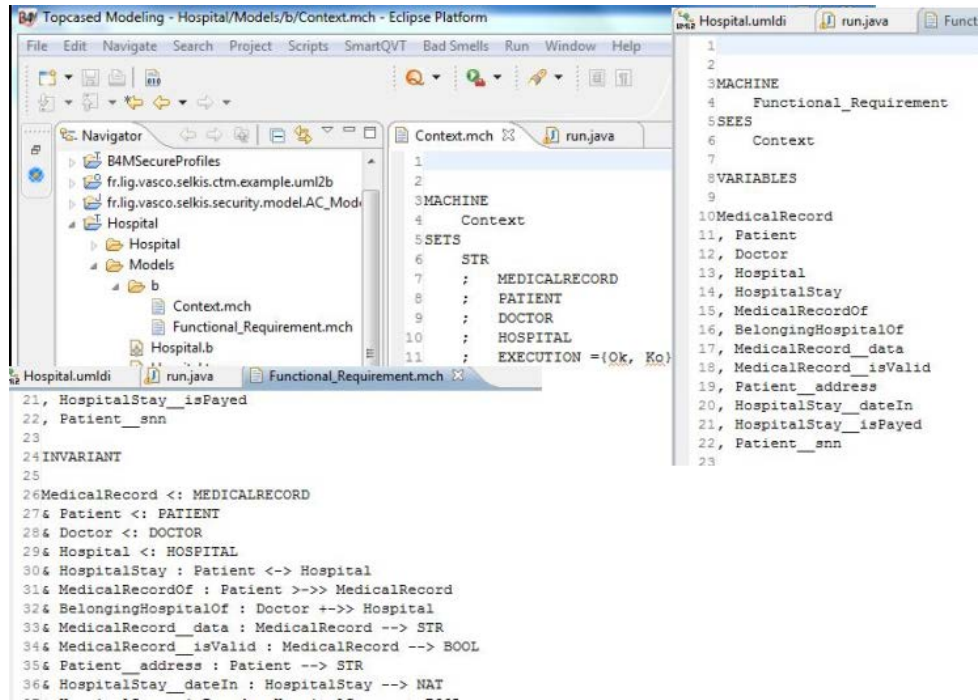 Topcased Modeling - Hospital/Models/b/Context.mch - Eclipse Platform
File Edit Navigate Search Project Scripts SmartQVT Bad Smells Run Window Help
Navigator
B4MSecureProfiles
fr.lig.vasco.selkis.ctm.example.uml2b
fr.lig.vasco.selkis.security.model.AC_Mode
Hospital
Hospital
Models
b
Context.mch
Functional_Requirement.mch
Hospital.b
Context.mch run.java
1
2
3MACHINE
4 Context
5SETS
6 STR
7 ; MEDICALRECORD
8 ; PATIENT
9 ; DOCTOR
10 ; HOSPITAL
11 ; EXECUTION ={Ok, Ko}
Hospital.umldi run.java Funct
1
2
3MACHINE
4 Functional_Requirement
5SEES
6 Context
7
8VARIABLES
9
10MedicalRecord
11, Patient
12, Doctor
13, Hospital
14, HospitalStay
15, MedicalRecordOf
16, BelongingHospitalOf
17, MedicalRecord__data
18, MedicalRecord__isValid
19, Patient__address
20, HospitalStay__dateIn
21, HospitalStay__isPayed
22, Patient__snn
23
Hospital.umldi run.java Functional_Requirement.mch
21, HospitalStay__isPayed
22, Patient__snn
23
24INVARIANT
25
26MedicalRecord <: MEDICALRECORD
27& Patient <: PATIENT
28& Doctor <: DOCTOR
29& Hospital <: HOSPITAL
30& HospitalStay : Patient <-> Hospital
31& MedicalRecordOf : Patient >->> MedicalRecord
32& BelongingHospitalOf : Doctor +->> Hospital
33& MedicalRecord__data : MedicalRecord --> STR
34& MedicalRecord__isValid : MedicalRecord --> BOOL
35& Patient__address : Patient --> STR
36& HospitalStay__dateIn : HospitalStay --> NAT